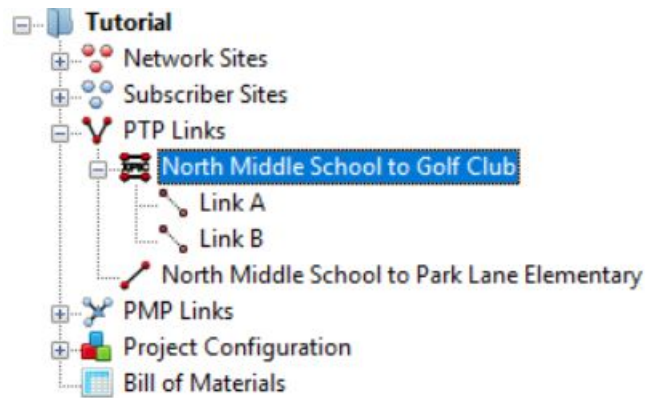 Tutorial
Network Sites
Subscriber Sites
PTP Links
North Middle School to Golf Club
Link A
Link B
North Middle School to Park Lane Elementary
PMP Links
Project Configuration
Bill of Materials